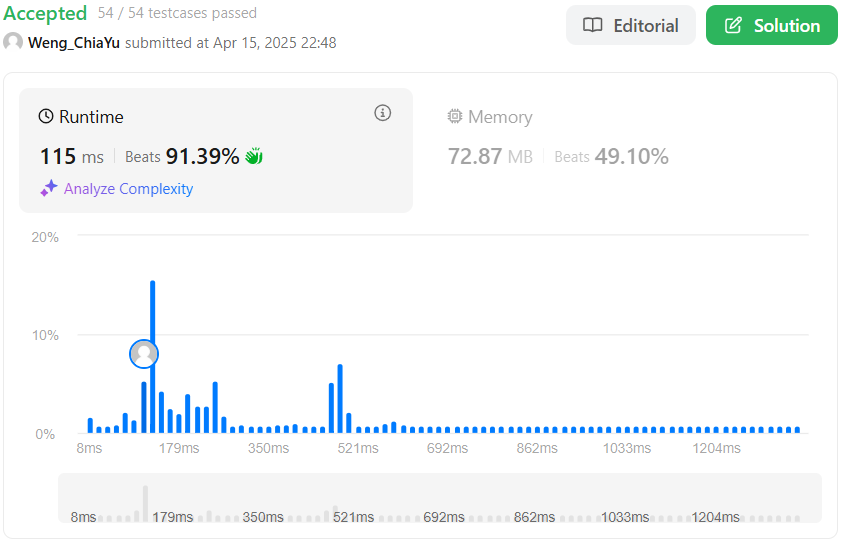 Accepted 54 / 54 testcases passed
Weng_ChiaYu submitted at Apr 15, 2025 22:48
Editorial
Solution
Runtime
115 ms Beats 91.39%
Analyze Complexity
Memory
72.87 MB Beats 49.10%
20%
10%
0%
8ms 179ms 350ms 521ms 692ms 862ms 1033ms 1204ms
8ms 179ms 350ms 521ms 692ms 862ms 1033ms 1204ms